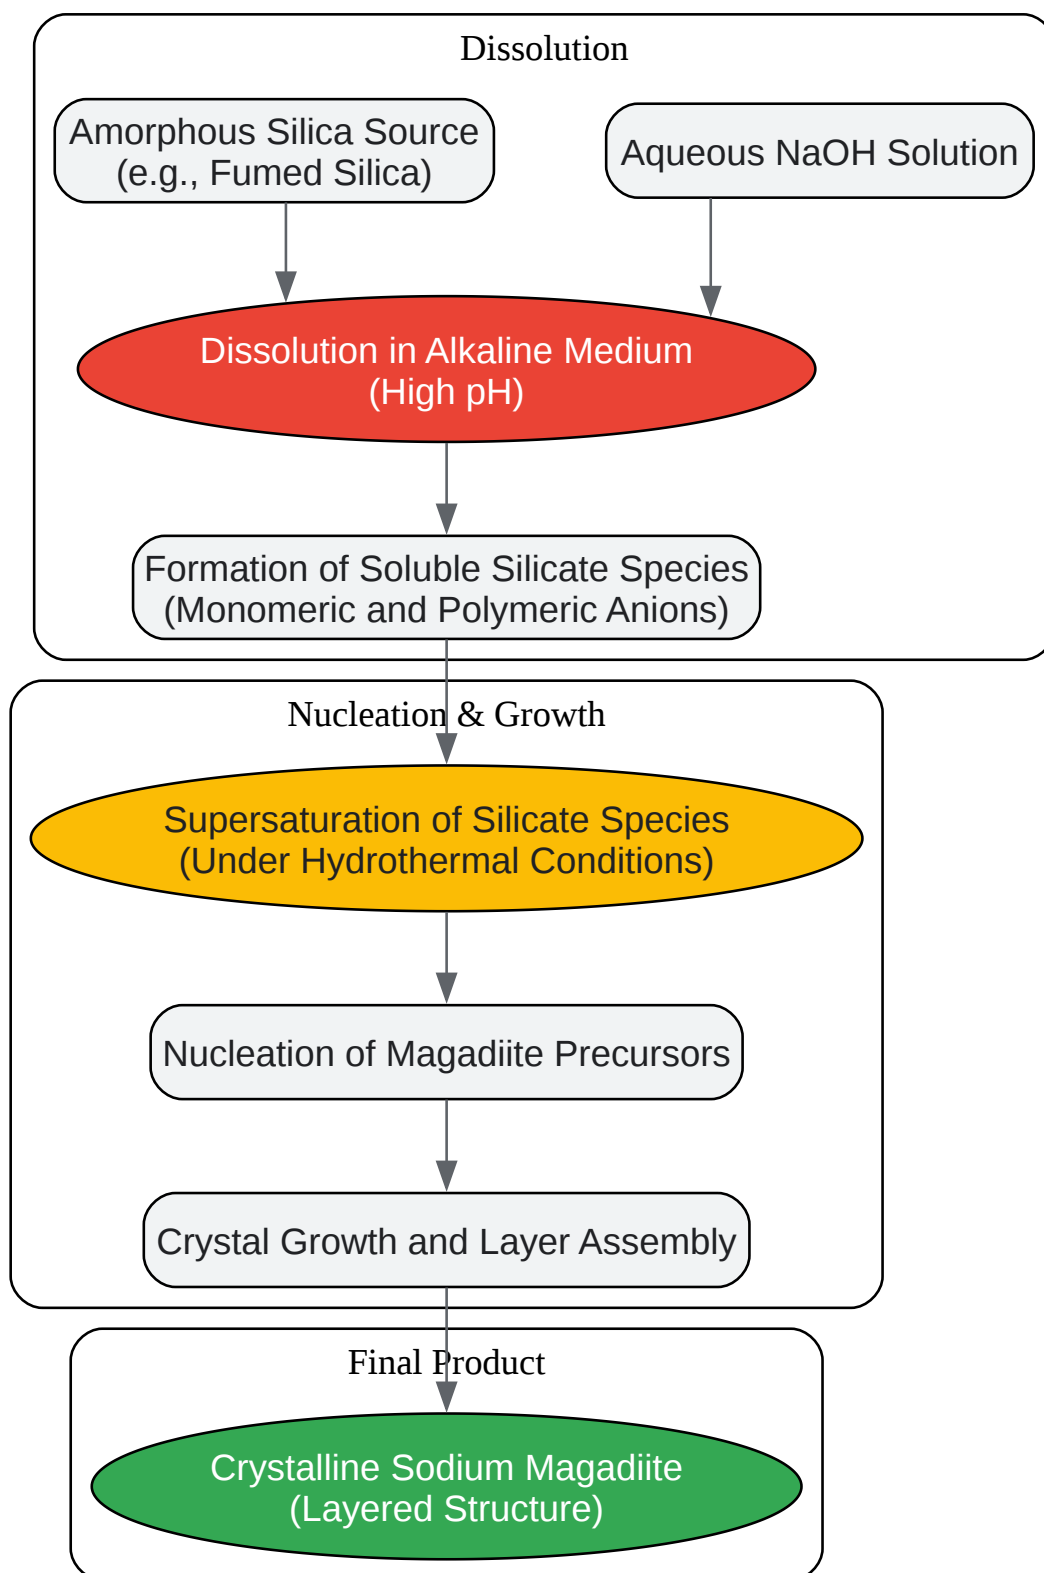 Dissolution
Amorphous Silica Source
(e.g., Fumed Silica)
Aqueous NaOH Solution
Dissolution in Alkaline Medium
(High pH)
Formation of Soluble Silicate Species
(Monomeric and Polymeric Anions)
Nucleation & Growth
Supersaturation of Silicate Species
(Under Hydrothermal Conditions)
Nucleation of Magadiite Precursors
Crystal Growth and Layer Assembly
Final Product
Crystalline Sodium Magadiite
(Layered Structure)